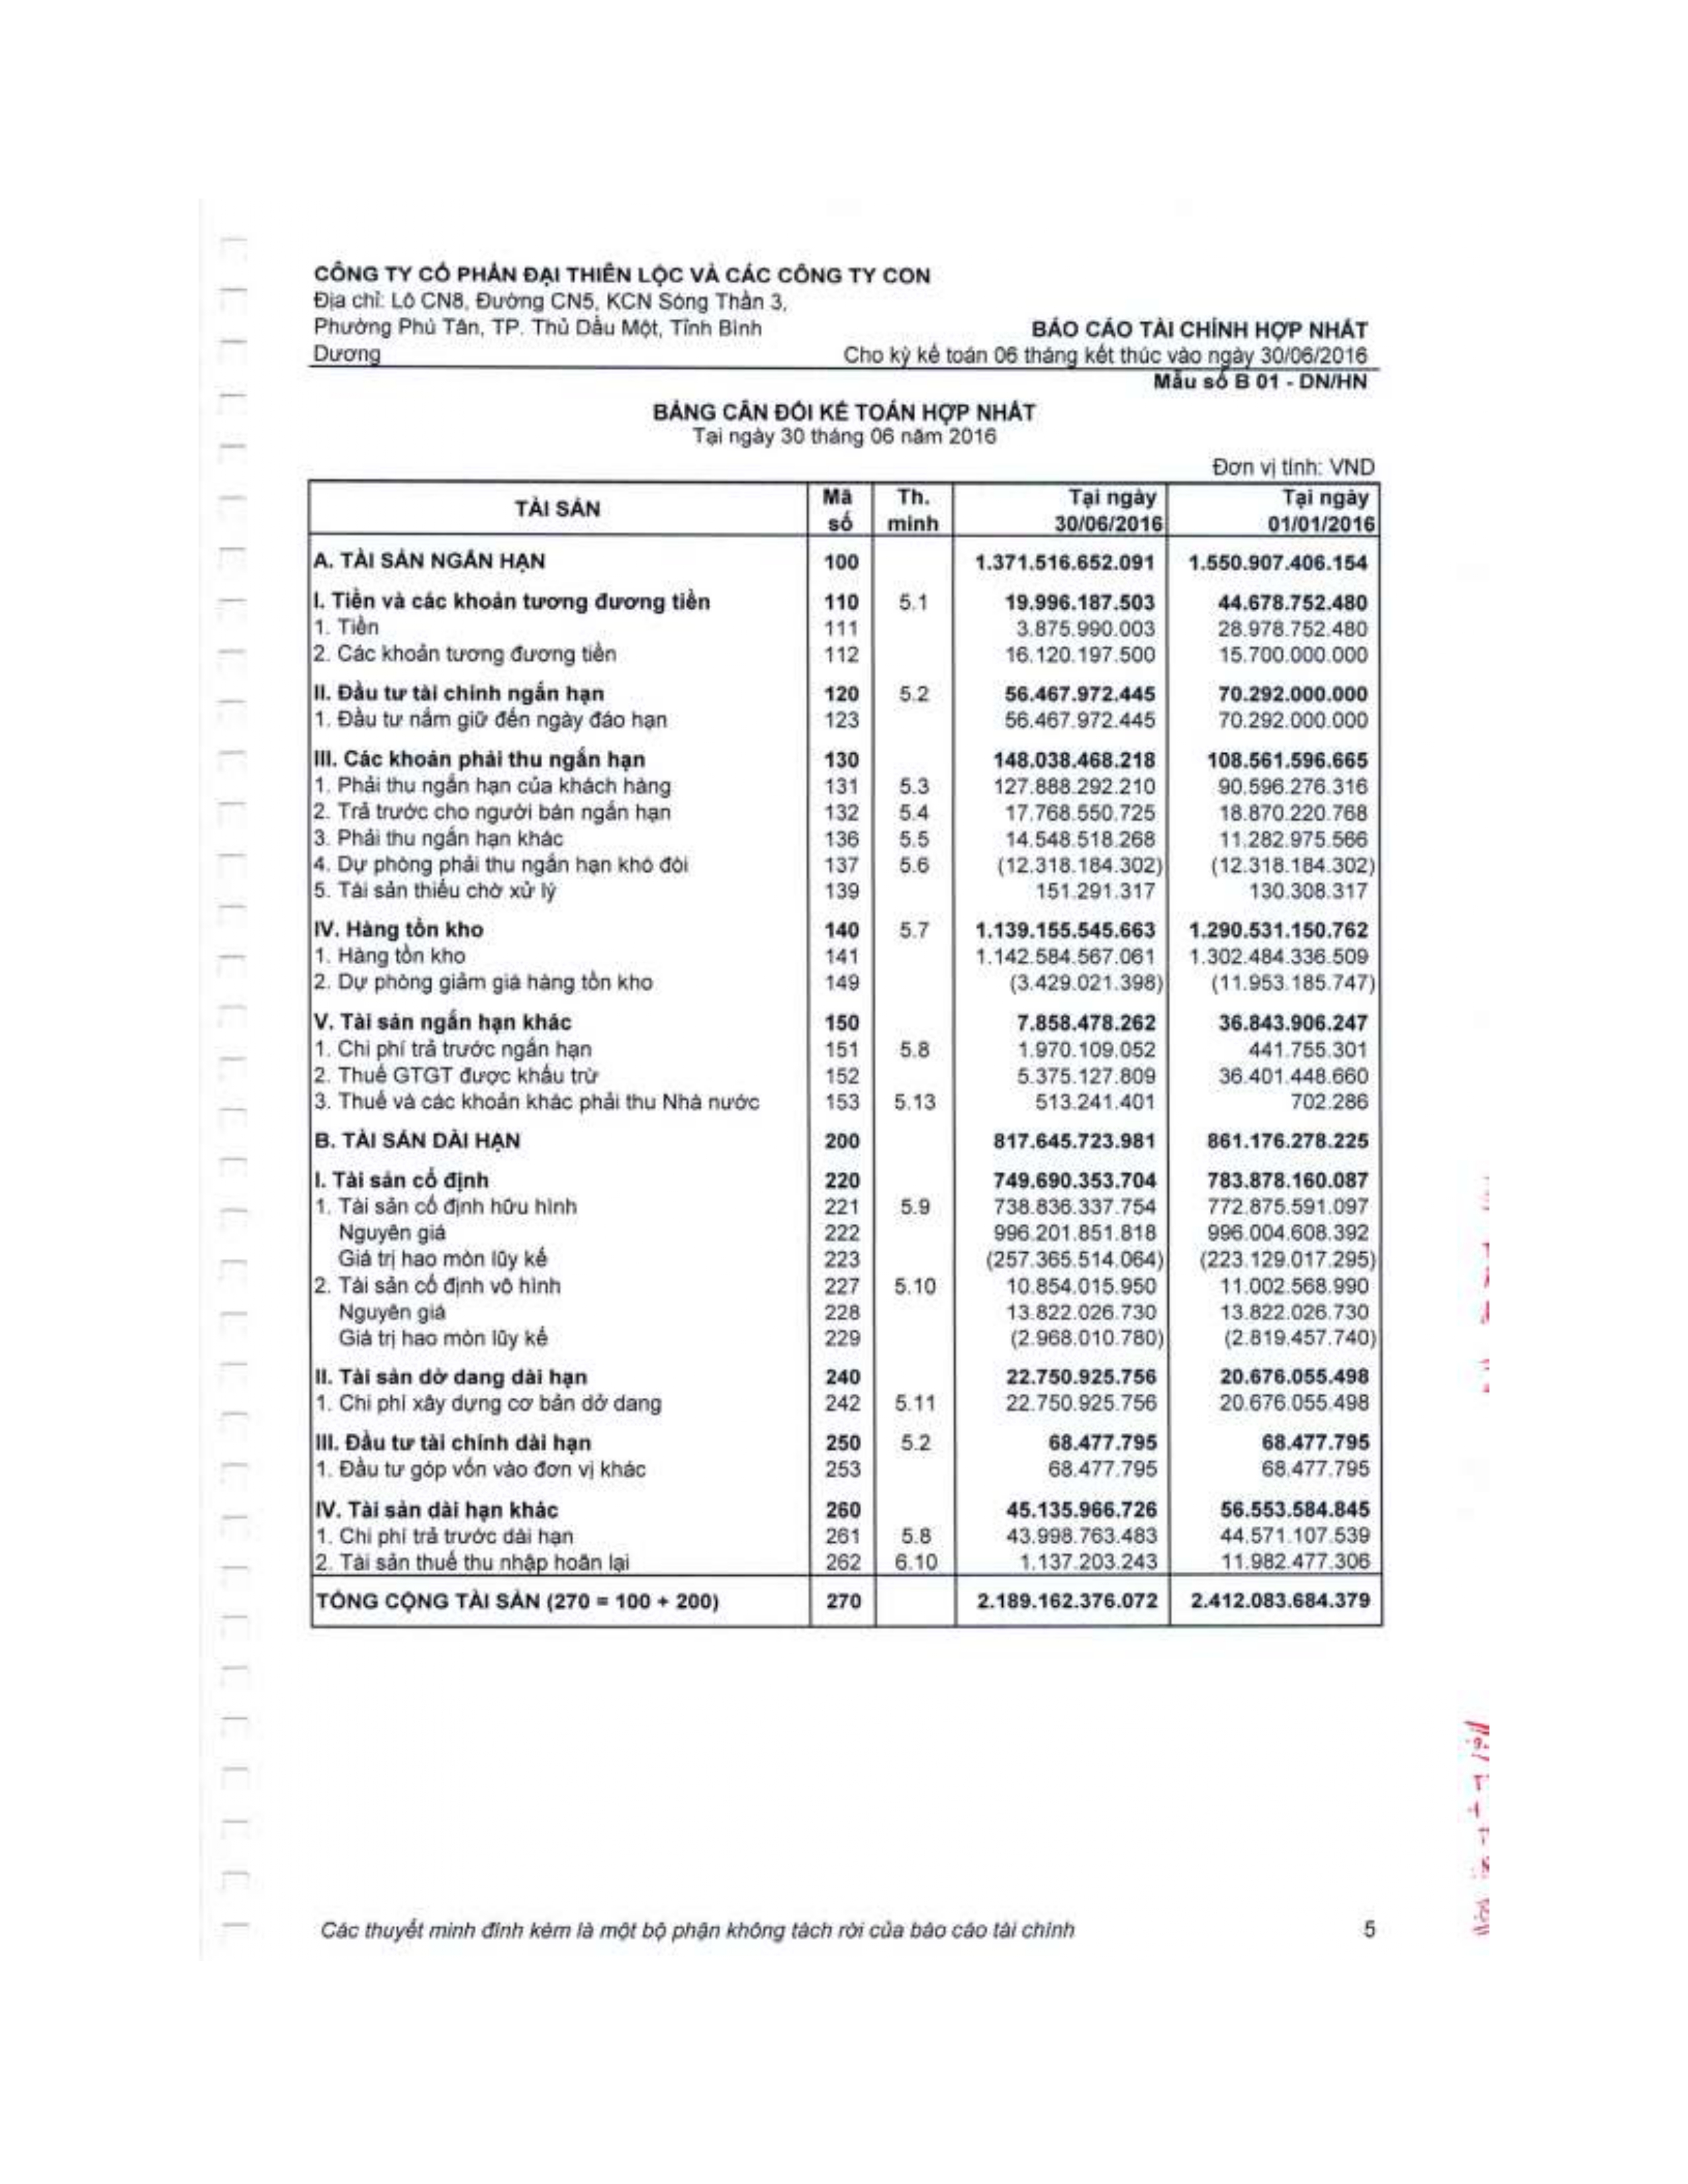 CÔNG TY CỔ PHẦN ĐẠI THIÊN LỘC VÀ CÁC CÔNG TY CON
Địa chỉ: Lô CN8, Đường CN5, KCN Sóng Thần 3,
Phường Phú Tân, TP. Thủ Dầu Một, Tỉnh Bình
Dương
BÁO CÁO TÀI CHÍNH HỢP NHẤT
Cho kỳ kế toán 06 tháng kết thúc vào ngày 30/06/2016
Mẫu số B 01 - DN/HN
BẢNG CÂN ĐỐI KẾ TOÁN HỢP NHẤT
Tại ngày 30 tháng 06 năm 2016
Đơn vị tính: VND
TÀI SẢN Mã số Th. minh Tại ngày 30/06/2016 Tại ngày 01/01/2016
A. TÀI SẢN NGẮN HẠN 100 1.371.516.652.091 1.550.907.406.154
I. Tiền và các khoản tương đương tiền 110 5.1 19.996.187.503 44.678.752.480
1. Tiền 111 3.875.990.003 28.978.752.480
2. Các khoản tương đương tiền 112 16.120.197.500 15.700.000.000
II. Đầu tư tài chính ngắn hạn 120 5.2 56.467.972.445 70.292.000.000
1. Đầu tư nắm giữ đến ngày đáo hạn 123 56.467.972.445 70.292.000.000
III. Các khoản phải thu ngắn hạn 130 148.038.468.218 108.561.596.665
1. Phải thu ngắn hạn của khách hàng 131 5.3 127.888.292.210 90.596.276.316
2. Trả trước cho người bán ngắn hạn 132 5.4 17.768.550.725 18.870.220.768
3. Phải thu ngắn hạn khác 136 5.5 14.548.518.268 11.282.975.566
4. Dự phòng phải thu ngắn hạn khó đòi 137 5.6 (12.318.184.302) (12.318.184.302)
5. Tài sản thiếu chờ xử lý 139 151.291.317 130.308.317
IV. Hàng tồn kho 140 5.7 1.139.155.545.663 1.290.531.150.762
1. Hàng tồn kho 141 1.142.584.567.061 1.302.484.336.509
2. Dự phòng giảm giá hàng tồn kho 149 (3.429.021.398) (11.953.185.747)
V. Tài sản ngắn hạn khác 150 7.858.478.262 36.843.906.247
1. Chi phí trả trước ngắn hạn 151 5.8 1.970.109.052 441.755.301
2. Thuế GTGT được khấu trừ 152 5.375.127.809 36.401.448.660
3. Thuế và các khoản khác phải thu Nhà nước 153 5.13 513.241.401 702.286
B. TÀI SẢN DÀI HẠN 200 817.645.723.981 861.176.278.225
I. Tài sản cố định 220 749.690.353.704 783.878.160.087
1. Tài sản cố định hữu hình 221 5.9 738.836.337.754 772.875.591.097
Nguyên giá 222 996.201.851.818 996.004.608.392
Giá trị hao mòn lũy kế 223 (257.365.514.064) (223.129.017.295)
2. Tài sản cố định vô hình 227 5.10 10.854.015.950 11.002.568.990
Nguyên giá 228 13.822.026.730 13.822.026.730
Giá trị hao mòn lũy kế 229 (2.968.010.780) (2.819.457.740)
II. Tài sản dở dang dài hạn 240 22.750.925.756 20.676.055.498
1. Chi phí xây dựng cơ bản dở dang 242 5.11 22.750.925.756 20.676.055.498
III. Đầu tư tài chính dài hạn 250 5.2 68.477.795 68.477.795
1. Đầu tư góp vốn vào đơn vị khác 253 68.477.795 68.477.795
IV. Tài sản dài hạn khác 260 45.135.966.726 56.553.584.845
1. Chi phí trả trước dài hạn 261 5.8 43.998.763.483 44.571.107.539
2. Tài sản thuế thu nhập hoãn lại 262 6.10 1.137.203.243 11.982.477.306
TỔNG CỘNG TÀI SẢN (270 = 100 + 200) 270 2.189.162.376.072 2.412.083.684.379
Các thuyết minh đính kèm là một bộ phận không tách rời của báo cáo tài chính 5